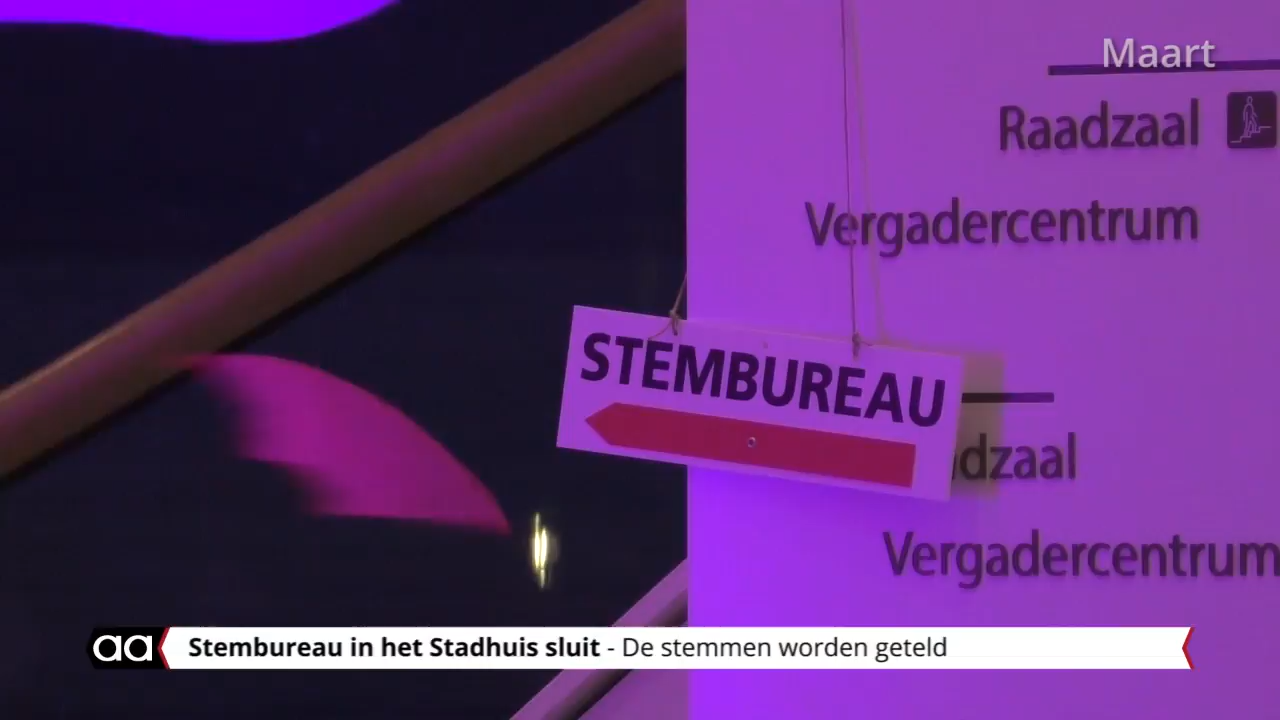 Maart
Raadzaal
Vergadercentrum
STEMBUREAU
dzaal
Vergadercentrum
aa Stembureau in het Stadhuis sluit - De stemmen worden geteld